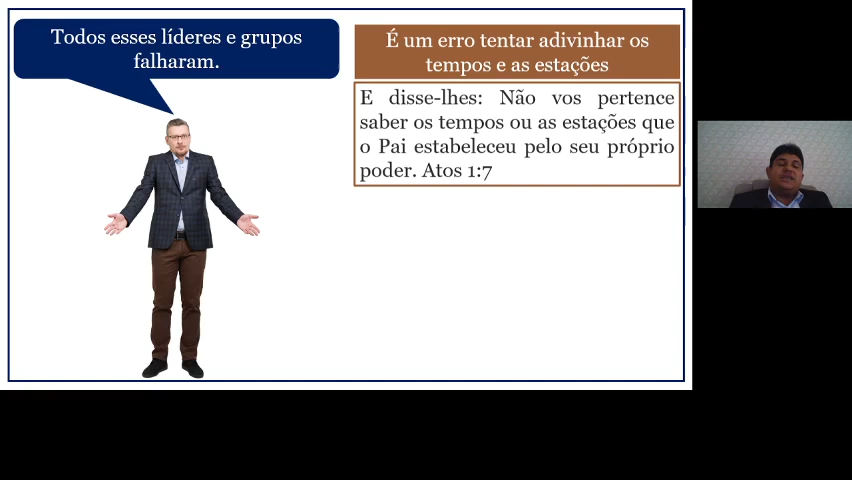 Todos esses líderes e grupos
falharam.
É um erro tentar adivinhar os
tempos e as estações
E disse-lhes: Não vos pertence
saber os tempos ou as estações que
o Pai estabeleceu pelo seu próprio
poder. Atos 1:7